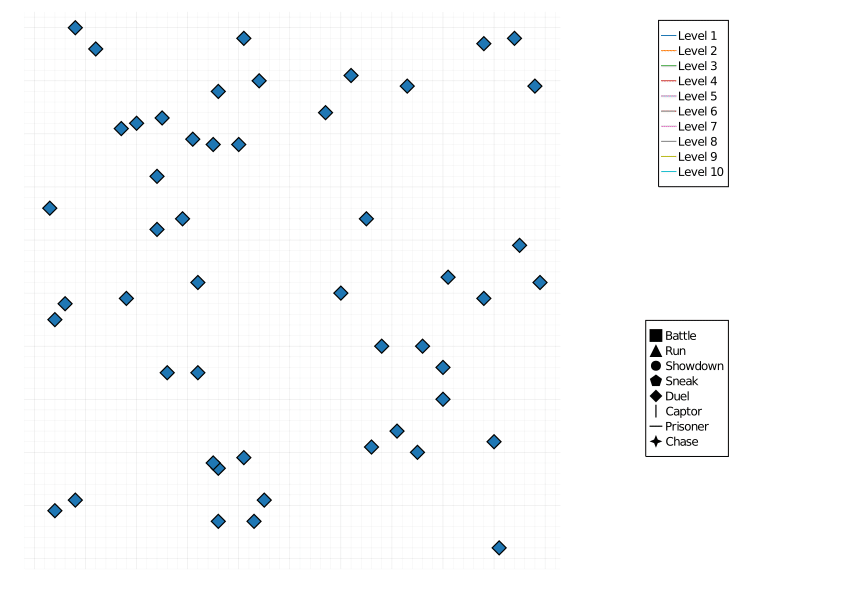 Level 1
Level 2
Level 3
Level 4
Level 5
Level 6
Level 7
Level 8
Level 9
Level 10
Battle
Run
Showdown
Sneak
Duel
Captor
Prisoner
Chase